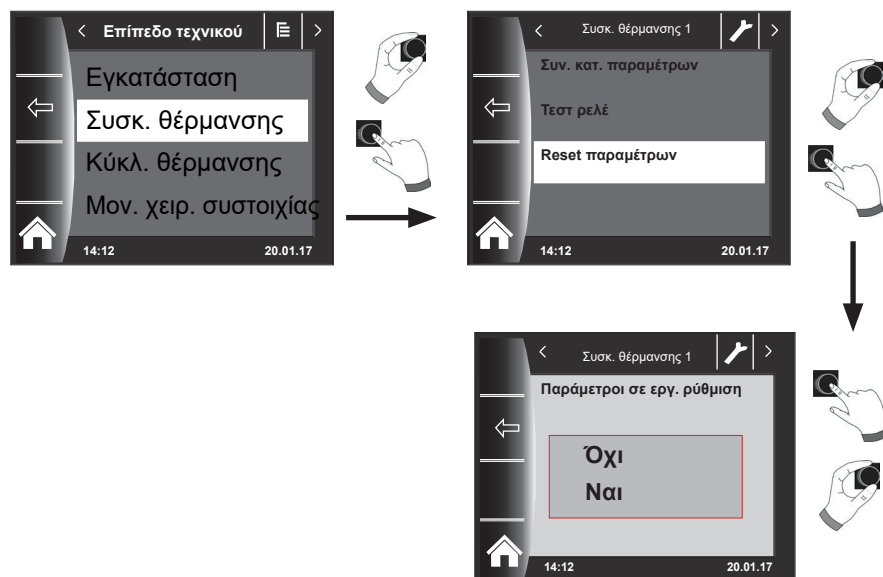 Επίπεδο τεχνικού
Εγκατάσταση
Συσκ. θέρμανσης
Κύκλ. θέρμανσης
Μον. χειρ. συστοιχίας
14:12 20.01.17
Συσκ. θέρμανσης 1
Συν. κατ. παραμέτρων
Τεστ ρελέ
Reset παραμέτρων
14:12 20.01.17
Συσκ. θέρμανσης 1
Παράμετροι σε εργ. ρύθμιση
Όχι
Ναι
14:12 20.01.17